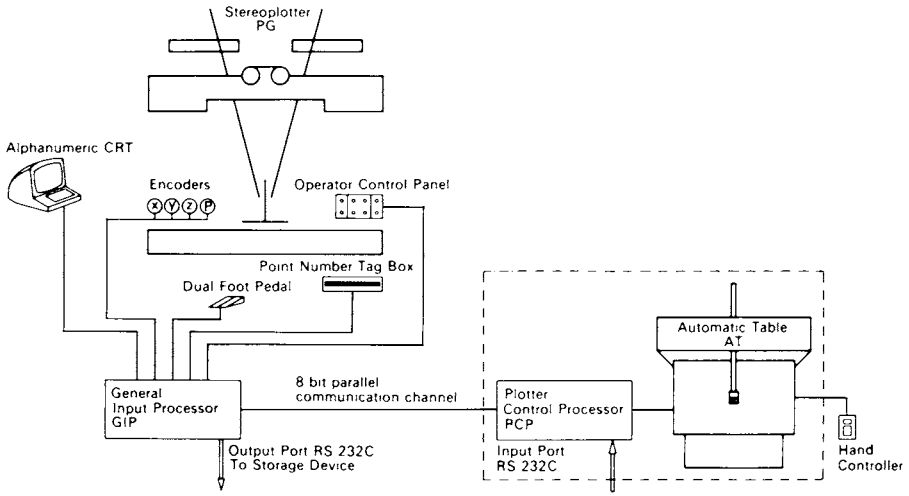 Stereoplotter
PG
Alphanumeric CRT
Encoders
x y z P
Operator Control Panel
Point Number Tag Box
Dual Foot Pedal
General
Input Processor
GIP
8 bit parallel
communication channel
Output Port RS 232C
To Storage Device
Plotter
Control Processor
PCP
Input Port
RS 232C
Automatic Table
AT
Hand
Controller